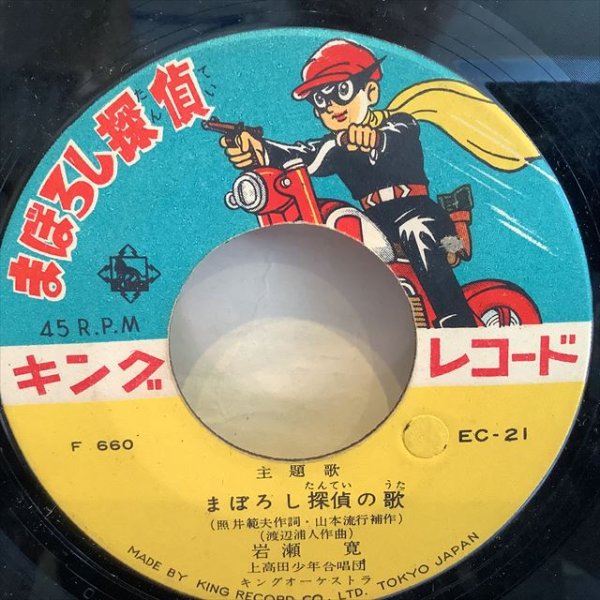 まぼろし探偵
たんてい
45 R.P.M
キング レコード
F 660
EC-21
主題歌
たんてい うた
まぼろし探偵の歌
(照井範夫作詞・山本流行補作)
(渡辺浦人作曲)
岩瀬 寛
上高田少年合唱団
キングオーケストラ
MADE BY KING RECORD CO., LTD. TOKYO JAPAN